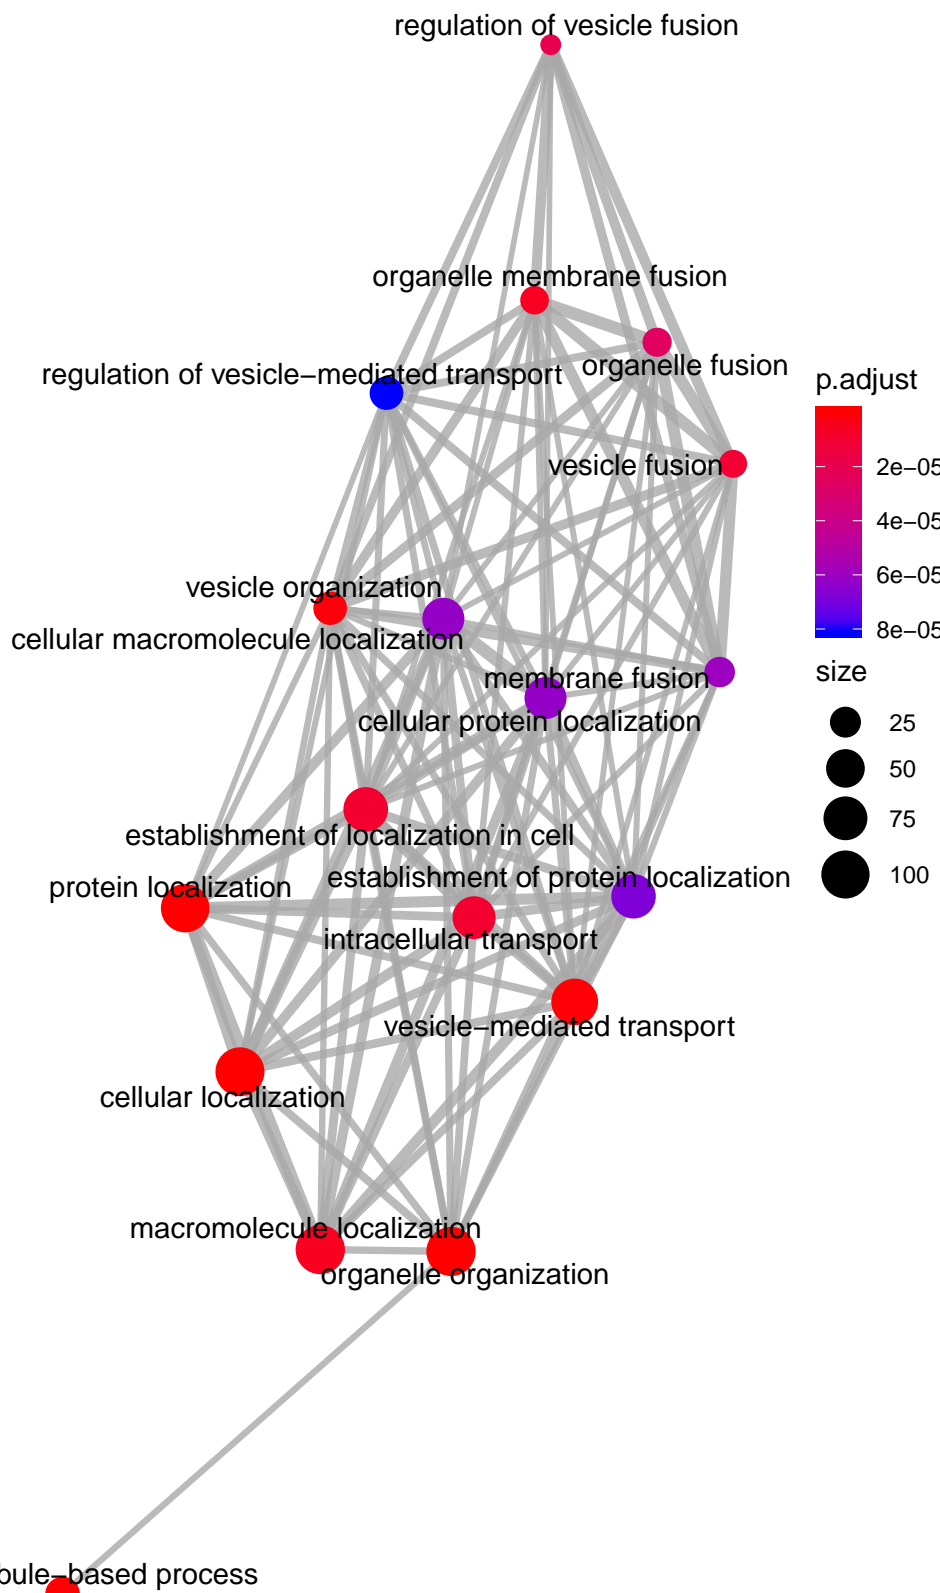 regulation of vesicle fusion
organelle membrane fusion
organelle fusion
regulation of vesicle−mediated transport
vesicle fusion
vesicle organization
cellular macromolecule localization
membrane fusion
cellular protein localization
establishment of localization in cell
protein localization
establishment of protein localization
intracellular transport
vesicle−mediated transport
cellular localization
macromolecule localization
organelle organization
bule−based process
p.adjust
2e−05
4e−05
6e−05
8e−05
size
25
50
75
100